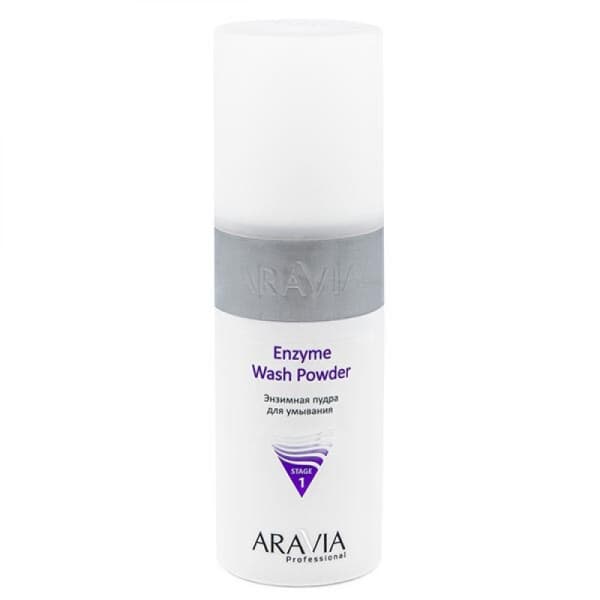 ARAVIA
Enzyme
Wash Powder
Энзимная пудра
для умывания
STAGE
1
ARAVIA
Professional